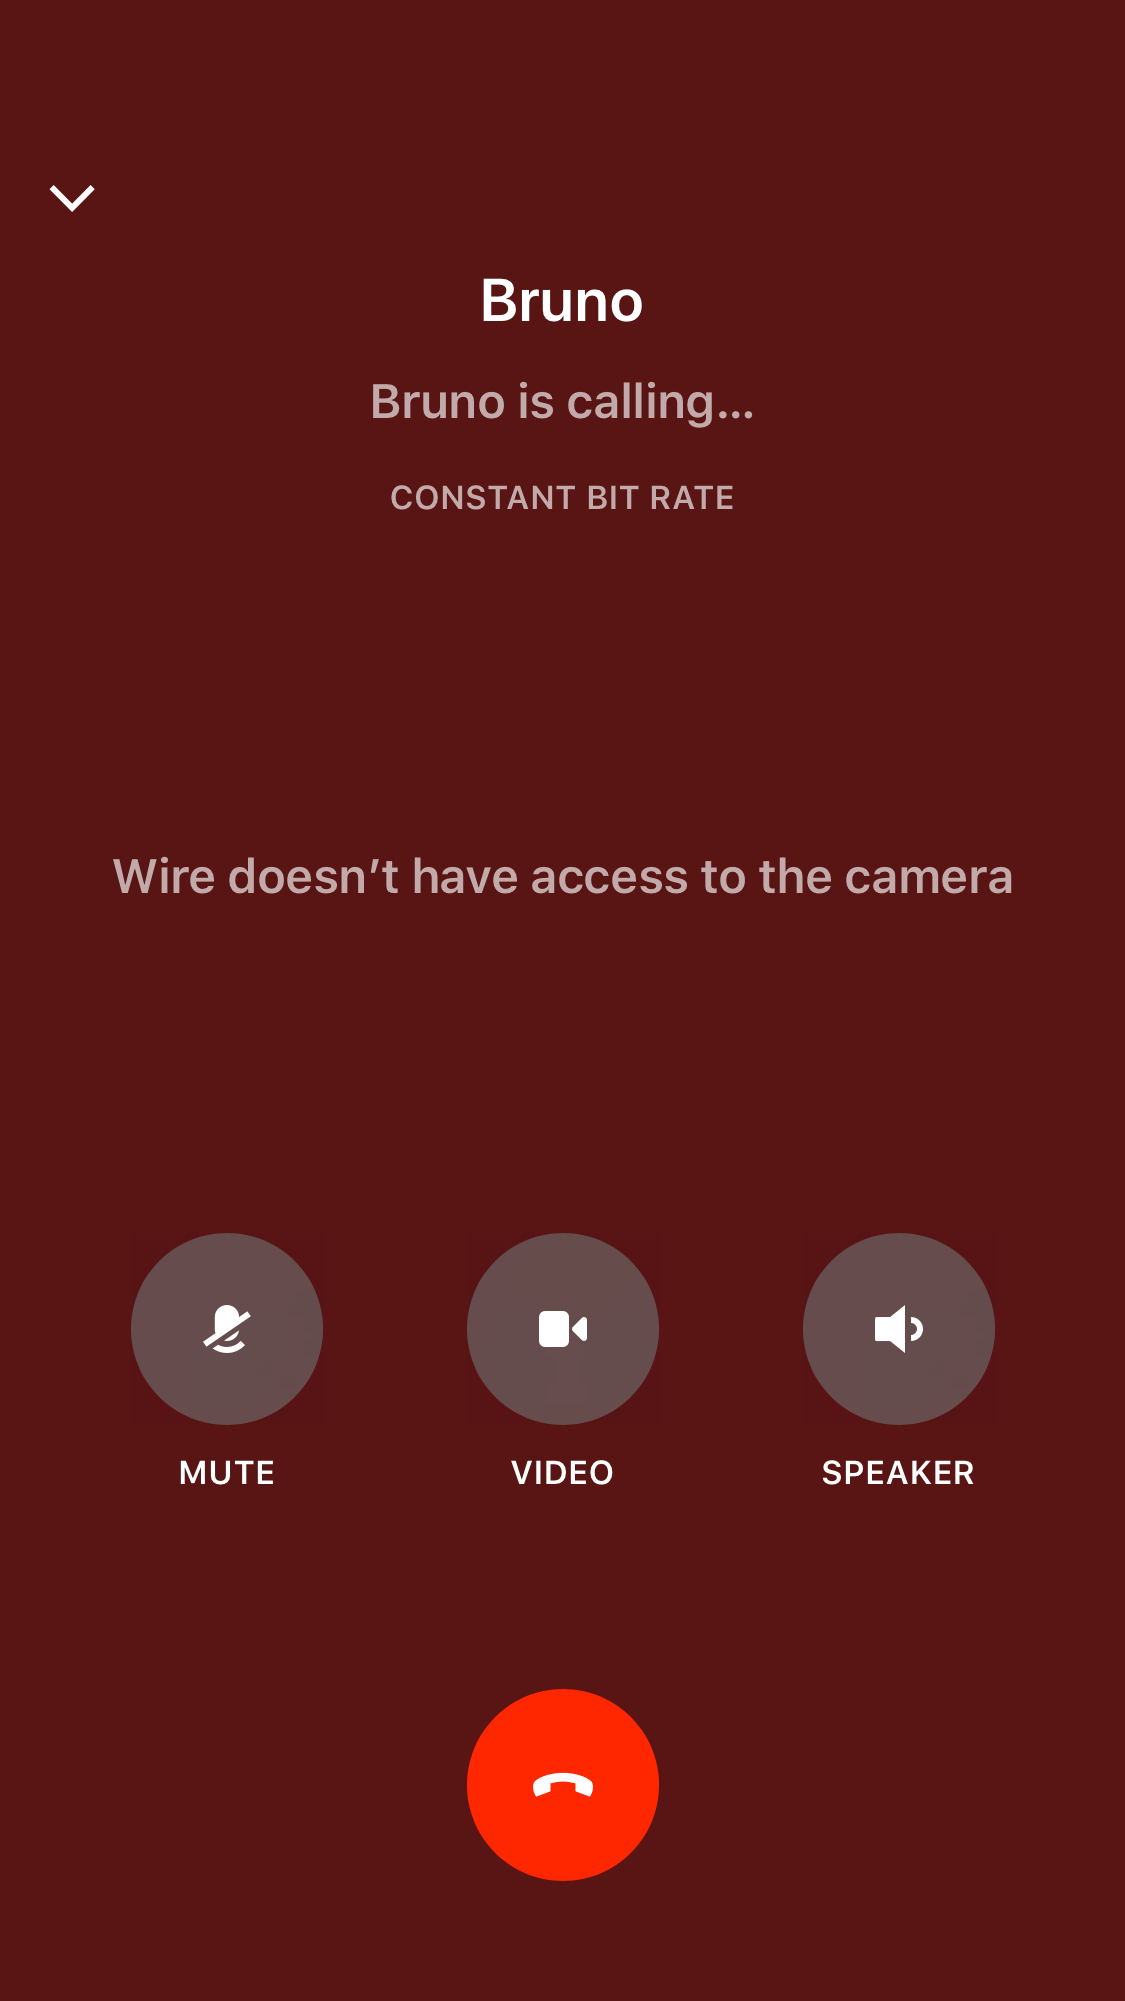 Bruno
Bruno is calling...
CONSTANT BIT RATE
Wire doesn’t have access to the camera
MUTE VIDEO SPEAKER